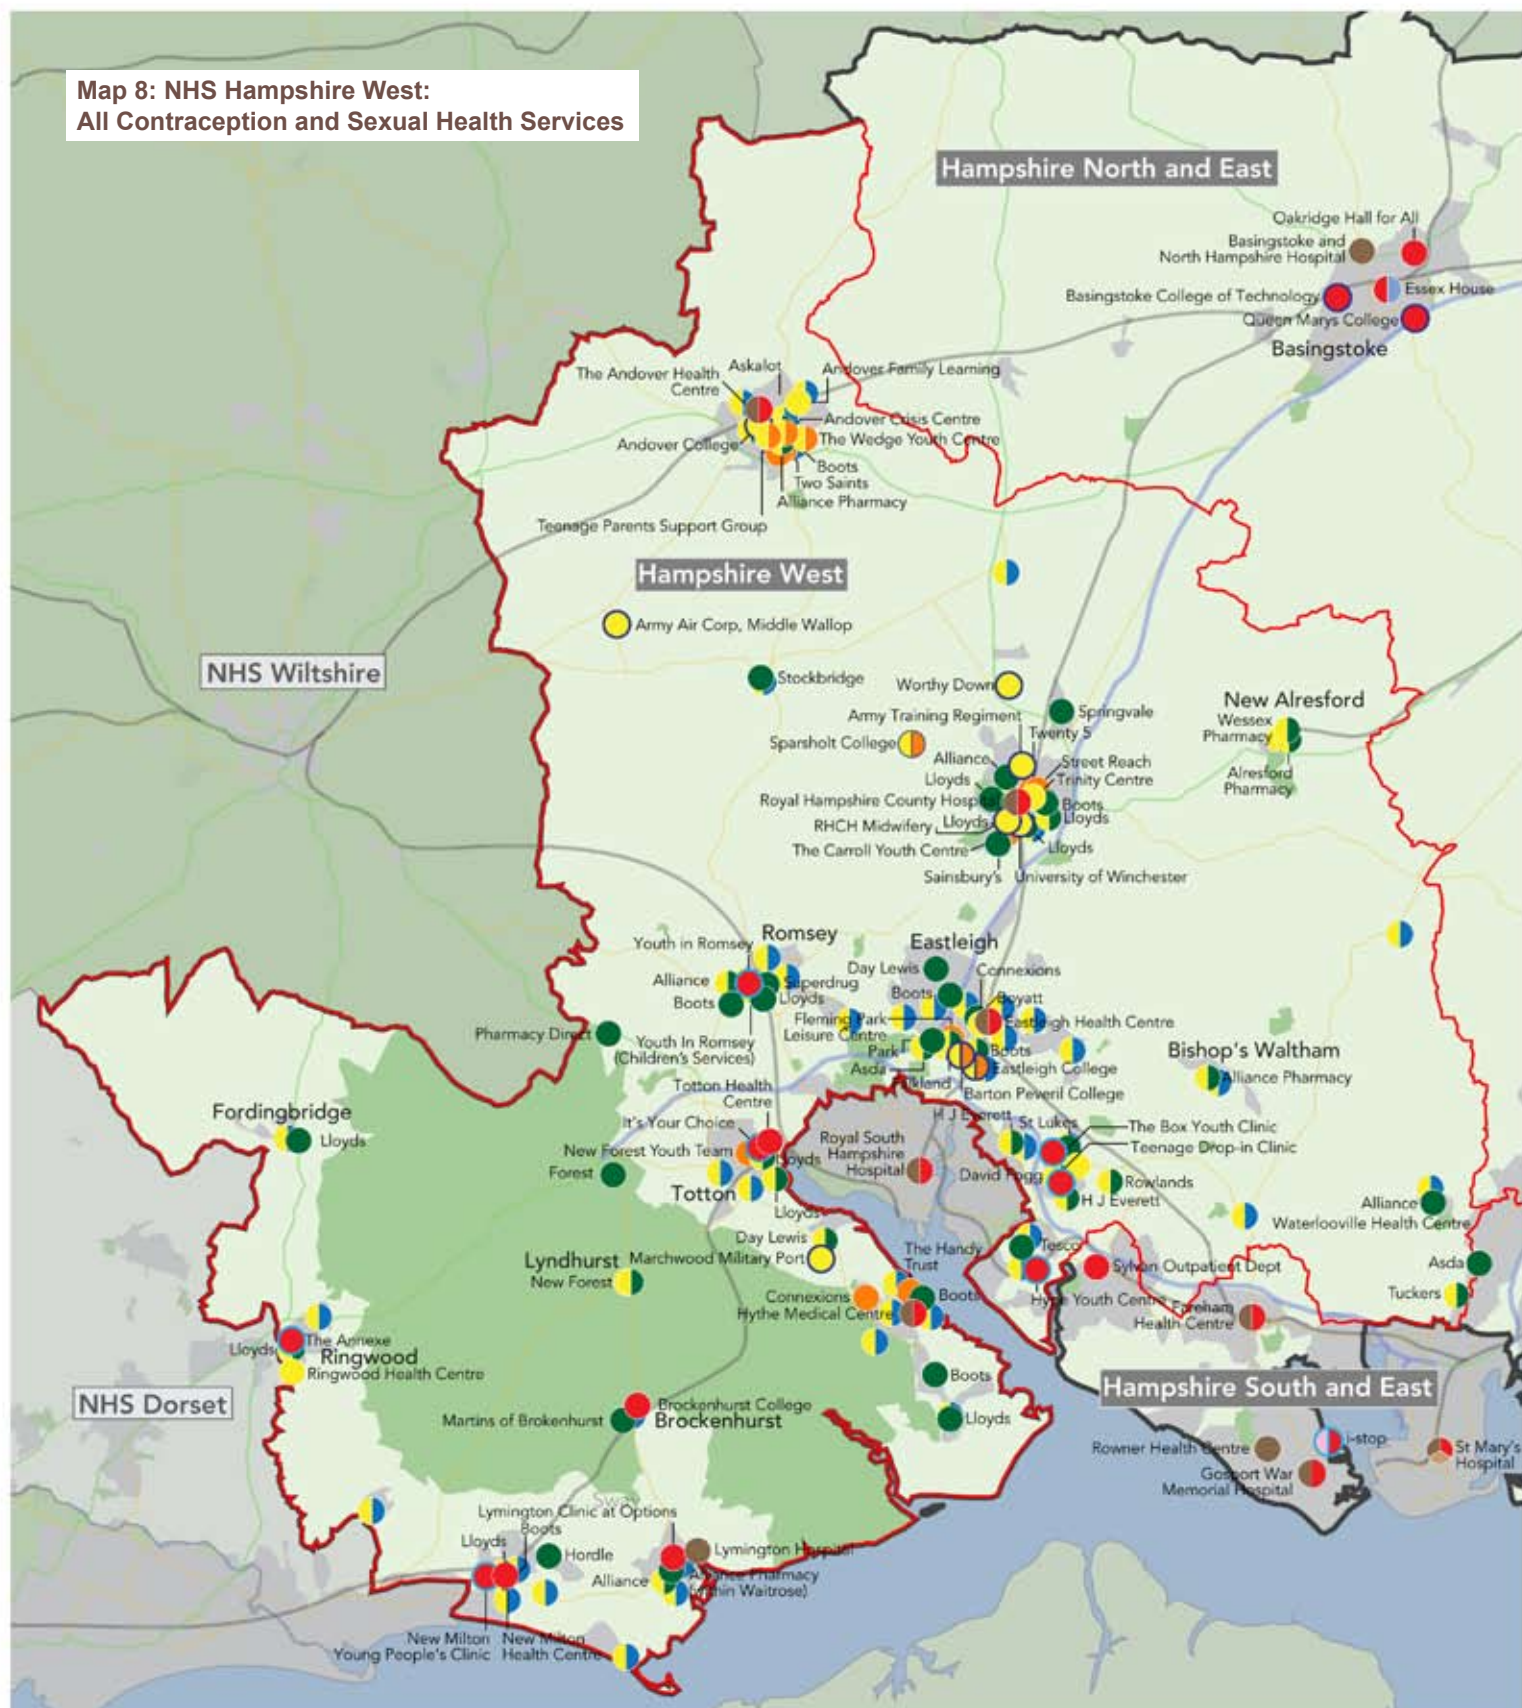 Map 8: NHS Hampshire West:
All Contraception and Sexual Health Services
Hampshire North and East
Oakridge Hall for All
Basingstoke and
North Hampshire Hospital
Essex House
Basingstoke College of Technology
Queen Marys College
Basingstoke
The Andover Health
Centre
Askalot
Andover Family Learning
Andover Crisis Centre
Andover College
The Wedge Youth Centre
Boots
Two Saints
Alliance Pharmacy
Teenage Parents Support Group
Hampshire West
Army Air Corp, Middle Wallop
NHS Wiltshire
Stockbridge
Worthy Down
Springvale
Army Training Regiment
Twenty 5
Sparsholt College
New Alresford
Wessex
Pharmacy
Alresford
Pharmacy
Alliance
Street Reach
Lloyds
Trinity Centre
Royal Hampshire County Hospital
Boots
RHCH Midwifery
Lloyds
Lloyds
The Carroll Youth Centre
Lloyds
Sainsbury's
University of Winchester
Romsey
Youth in Romsey
Eastleigh
Day Lewis
Connexions
Alliance
Superdrug
Boots
Lloyds
Boots
Boyatt
Fleming Park
Leisure Centre
Eastleigh Health Centre
Pharmacy Direct
Youth In Romsey
(Children's Services)
Park
Boots
Asda
Eastleigh College
Falkland
Barton Peveril College
Bishop's Waltham
Alliance Pharmacy
Totton Health
Centre
Fordingbridge
Lloyds
It's Your Choice
New Forest Youth Team
Lloyds
Forest
Totton
Lloyds
Royal South
Hampshire
Hospital
H J Everett
St Lukes
The Box Youth Clinic
Teenage Drop-in Clinic
David Fogg
Rowlands
H J Everett
Alliance
Waterlooville Health Centre
Day Lewis
Marchwood Military Port
Lyndhurst
New Forest
The Handy
Trust
Tesco
Sylvan Outpatient Dept
Asda
Tuckers
Connexions
Boots
Hythe Medical Centre
Hype Youth Centre
Fareham
Health Centre
The Annexe
Lloyds
Ringwood
Ringwood Health Centre
NHS Dorset
Boots
Hampshire South and East
Brockenhurst College
Martins of Brokenhurst
Brockenhurst
Lloyds
Rowner Health Centre
i-stop
St Mary's
Hospital
Gosport War
Memorial Hospital
Lymington Clinic at Options
Boots
Lloyds
Hordle
Lymington Hospital
Alliance
Alliance Pharmacy
(within Waitrose)
New Milton
Young People's Clinic
New Milton
Health Centre